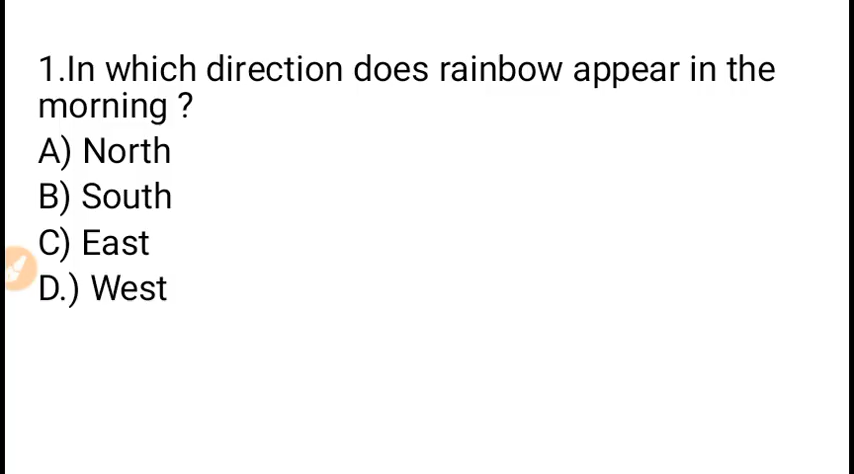 1.In which direction does rainbow appear in the
morning ?
A) North
B) South
C) East
D.) West